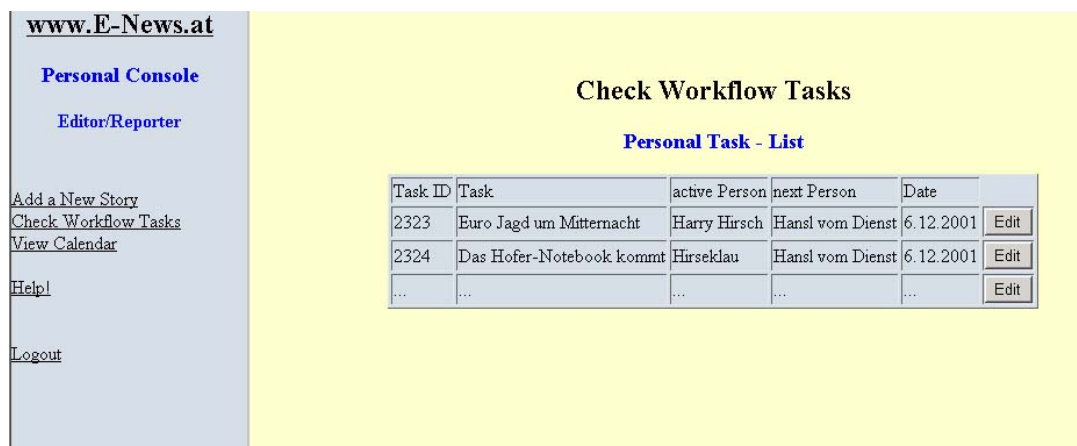 www.E-News.at
Personal Console
Editor/Reporter
Add a New Story
Check Workflow Tasks
View Calendar
Help!
Logout
Check Workflow Tasks
Personal Task - List
Task ID Task active Person next Person Date
2323 Euro Jagd um Mitternacht Harry Hirsch Hansl vom Dienst 6.12.2001 Edit
2324 Das Hofer-Notebook kommt Hirseklau Hansl vom Dienst 6.12.2001 Edit
... ... ... ... ... Edit